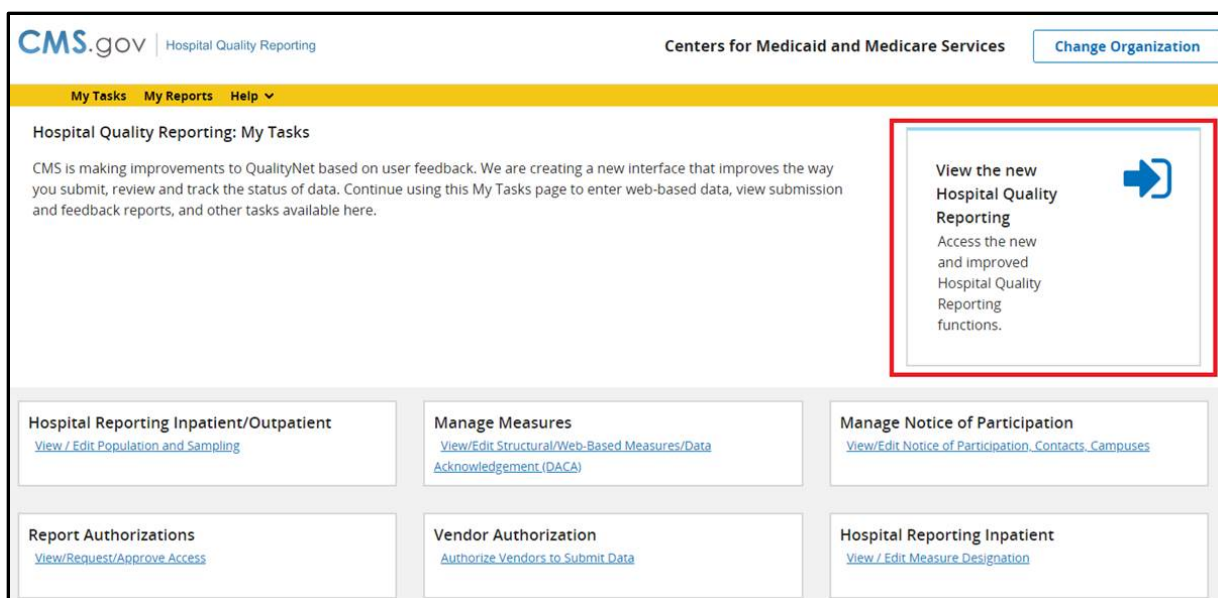 CMS.gov | Hospital Quality Reporting
Centers for Medicaid and Medicare Services
Change Organization
My Tasks My Reports Help
Hospital Quality Reporting: My Tasks
CMS is making improvements to QualityNet based on user feedback. We are creating a new interface that improves the way
you submit, review and track the status of data. Continue using this My Tasks page to enter web-based data, view submission
and feedback reports, and other tasks available here.
View the new
Hospital Quality
Reporting
Access the new
and improved
Hospital Quality
Reporting
functions.
Hospital Reporting Inpatient/Outpatient
View / Edit Population and Sampling
Manage Measures
View/Edit Structural/Web-Based Measures/Data
Acknowledgement (DACA)
Manage Notice of Participation
View/Edit Notice of Participation, Contacts, Campuses
Report Authorizations
View/Request/Approve Access
Vendor Authorization
Authorize Vendors to Submit Data
Hospital Reporting Inpatient
View / Edit Measure Designation